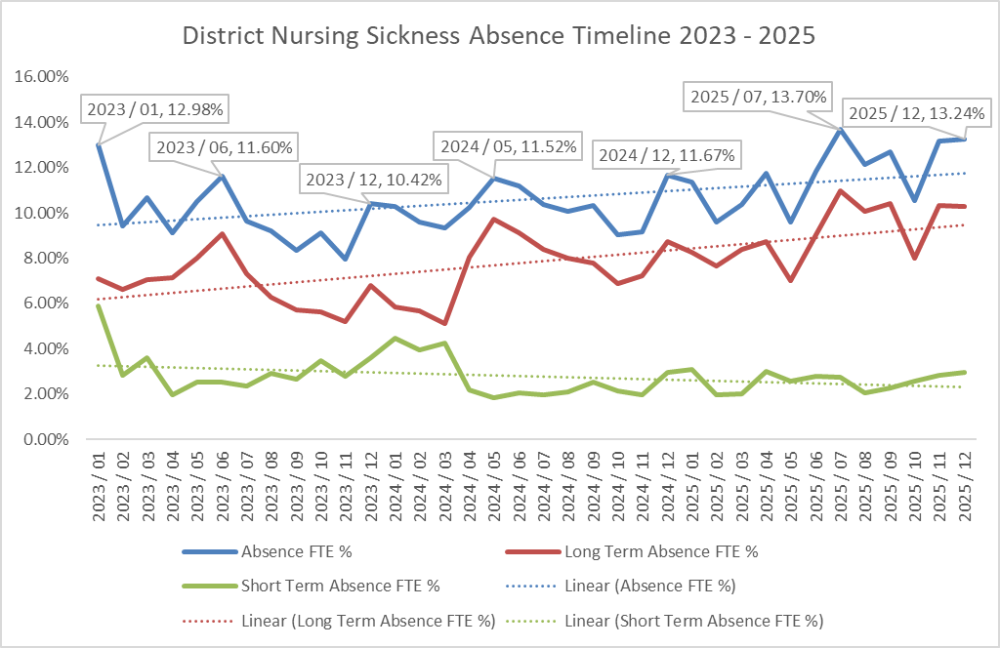 District Nursing Sickness Absence Timeline 2023 - 2025
16.00%
14.00%
12.00%
10.00%
8.00%
6.00%
4.00%
2.00%
0.00%
2023 / 01, 12.98%
2023 / 06, 11.60%
2023 / 12, 10.42%
2024 / 05, 11.52%
2024 / 12, 11.67%
2025 / 07, 13.70%
2025 / 12, 13.24%
2023 / 01
2023 / 02
2023 / 03
2023 / 04
2023 / 05
2023 / 06
2023 / 07
2023 / 08
2023 / 09
2023 / 10
2023 / 11
2023 / 12
2024 / 01
2024 / 02
2024 / 03
2024 / 04
2024 / 05
2024 / 06
2024 / 07
2024 / 08
2024 / 09
2024 / 10
2024 / 11
2024 / 12
2025 / 01
2025 / 02
2025 / 03
2025 / 04
2025 / 05
2025 / 06
2025 / 07
2025 / 08
2025 / 09
2025 / 10
2025 / 11
2025 / 12
Absence FTE %
Long Term Absence FTE %
Short Term Absence FTE %
Linear (Absence FTE %)
Linear (Long Term Absence FTE %)
Linear (Short Term Absence FTE %)